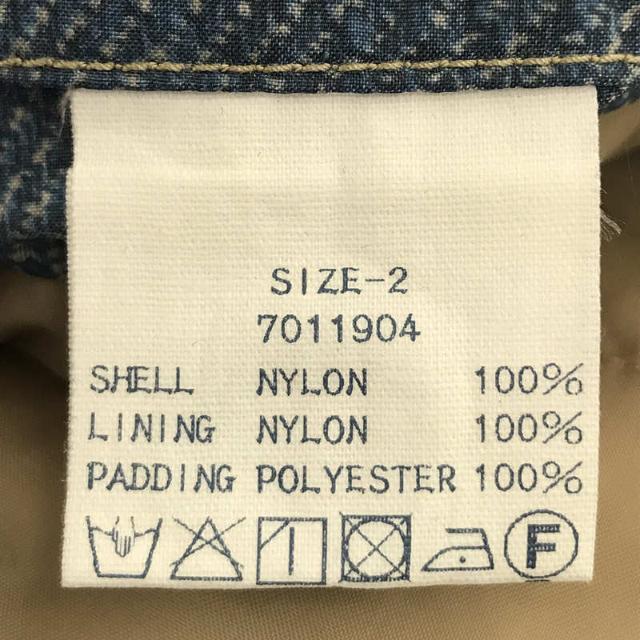 SIZE-2
7011904
SHELL NYLON 100%
LINING NYLON 100%
PADDING POLYESTER 100%
F